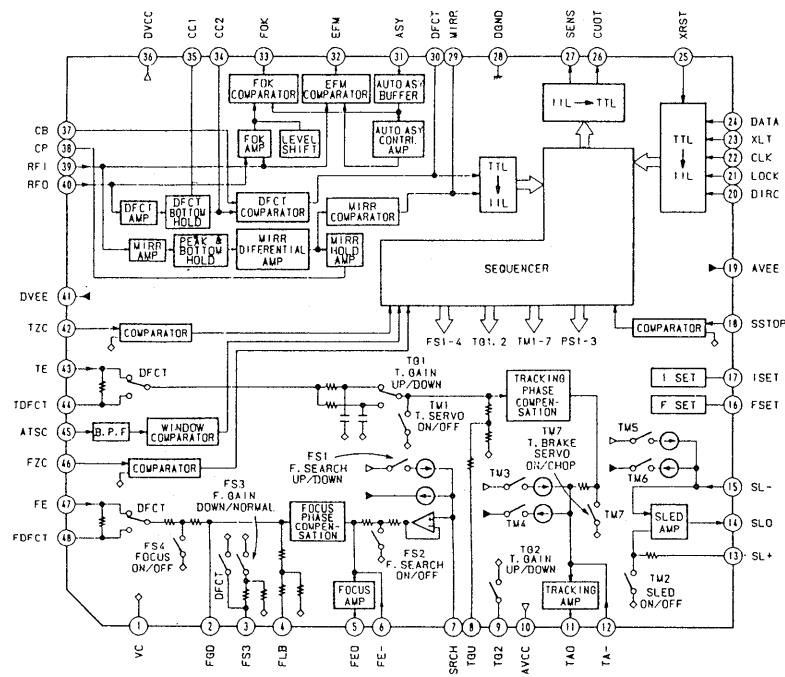 DVCC CC1 CC2 FOK EFM ASY DFCT MIRR DGND SENS COUT XRST
36 35 34 33 32 31 30 29 28 27 26 25
FOK
COMPARATOR
EFM
COMPARATOR
AUTO ASY
BUFFER
IIL → TTL
FOK
AMP
LEVEL
SHIFT
AUTO ASY
CONTRL
AMP
TTL
↓
IIL
CB 37
CP 38
RFI 39
RFO 40
24 DATA
23 XLT
22 CLK
21 LOCK
20 DIRC
DFCT
AMP
DFCT
BOTTOM
HOLD
DFCT
COMPARATOR
MIRR
COMPARATOR
TTL
↓
IIL
MIRR
AMP
PEAK &
BOTTOM
HOLD
MIRR
DIFFERENTIAL
AMP
MIRR
HOLD
AMP
SEQUENCER
19 AVEE
DVEE 41
TZC 42
COMPARATOR
FS1-4 TG1.2 TM1-7 PS1-3
COMPARATOR
18 SSTOP
TE 43
DFCT
TDFCT 44
TG1
T. GAIN
UP/DOWN
TM1
T. SERVO
ON/OFF
TRACKING
PHASE
COMPEN-
SATION
I SET
17 ISET
F SET
16 FSET
ATSC 45
B.P.F
WINDOW
COMPARATOR
FZC 46
COMPARATOR
FS1
F. SEARCH
UP/DOWN
TM7
T. BRAKE
SERVO
ON/CHOP
TM5
TM6
15 SL-
FE 47
DFCT
FDFCT 48
FS3
F. GAIN
DOWN/NORMAL
FS4
FOCUS
ON/OFF
DFCT
FOCUS
PHASE
COMPEN-
SATION
FS2
F. SEARCH
ON/OFF
TM3
TM4
TM7
SLED
AMP
14 SLO
13 SL+
TG2
T. GAIN
UP/DOWN
TM2
SLED
ON/OFF
FOCUS
AMP
TRACKING
AMP
1 2 3 4 5 6 7 8 9 10 11 12
VC FGD FS3 FLB FEO FE- SRCH TGU TG2 AVCC TAO TA-